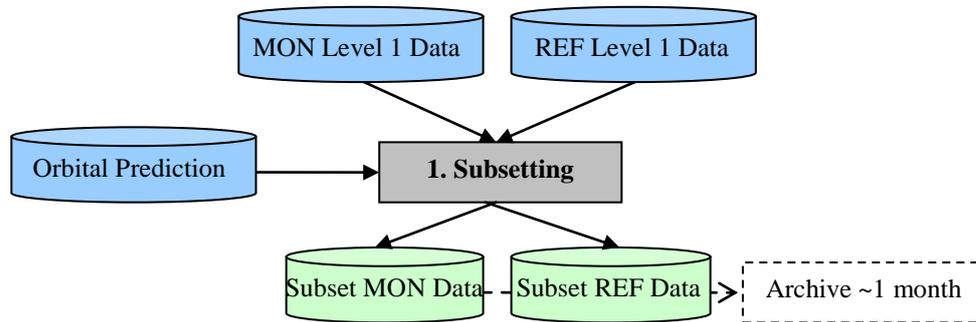 MON Level 1 Data
REF Level 1 Data
Orbital Prediction
1. Subsetting
Subset MON Data
Subset REF Data
Archive ~1 month